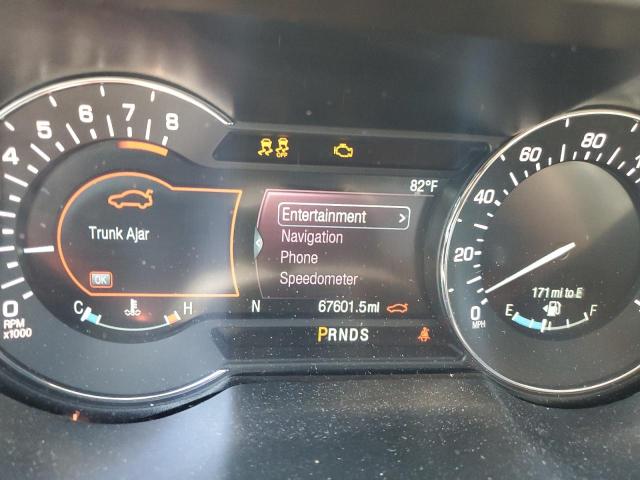 4 5 6 7 8
0
RPM
x1000
Trunk Ajar
OK
C H
OFF
82°F
Entertainment >
Navigation
Phone
Speedometer
N 67601.5mi
PRNDS
0 20 40 60 80
MPH
171 mi to E
E F